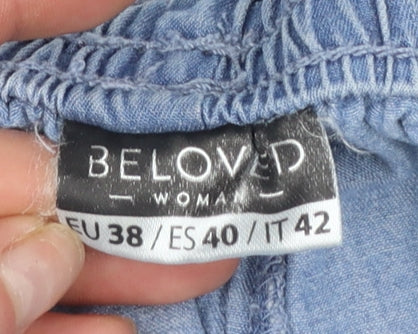 BELOVED
— WOMAN —
EU 38 / ES 40 / IT 42